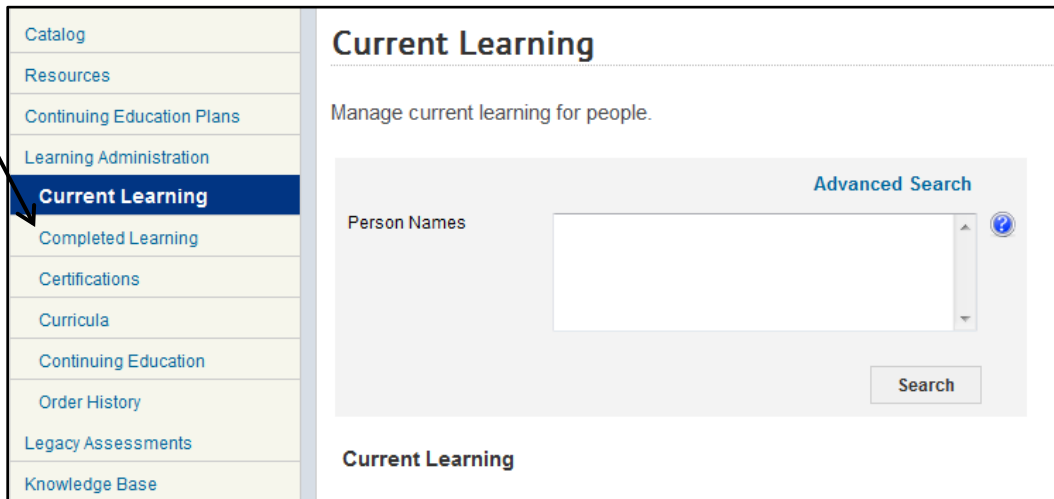 Catalog
Resources
Continuing Education Plans
Learning Administration
Current Learning
Completed Learning
Certifications
Curricula
Continuing Education
Order History
Legacy Assessments
Knowledge Base
Current Learning
Manage current learning for people.
Advanced Search
Person Names
?
Search
Current Learning